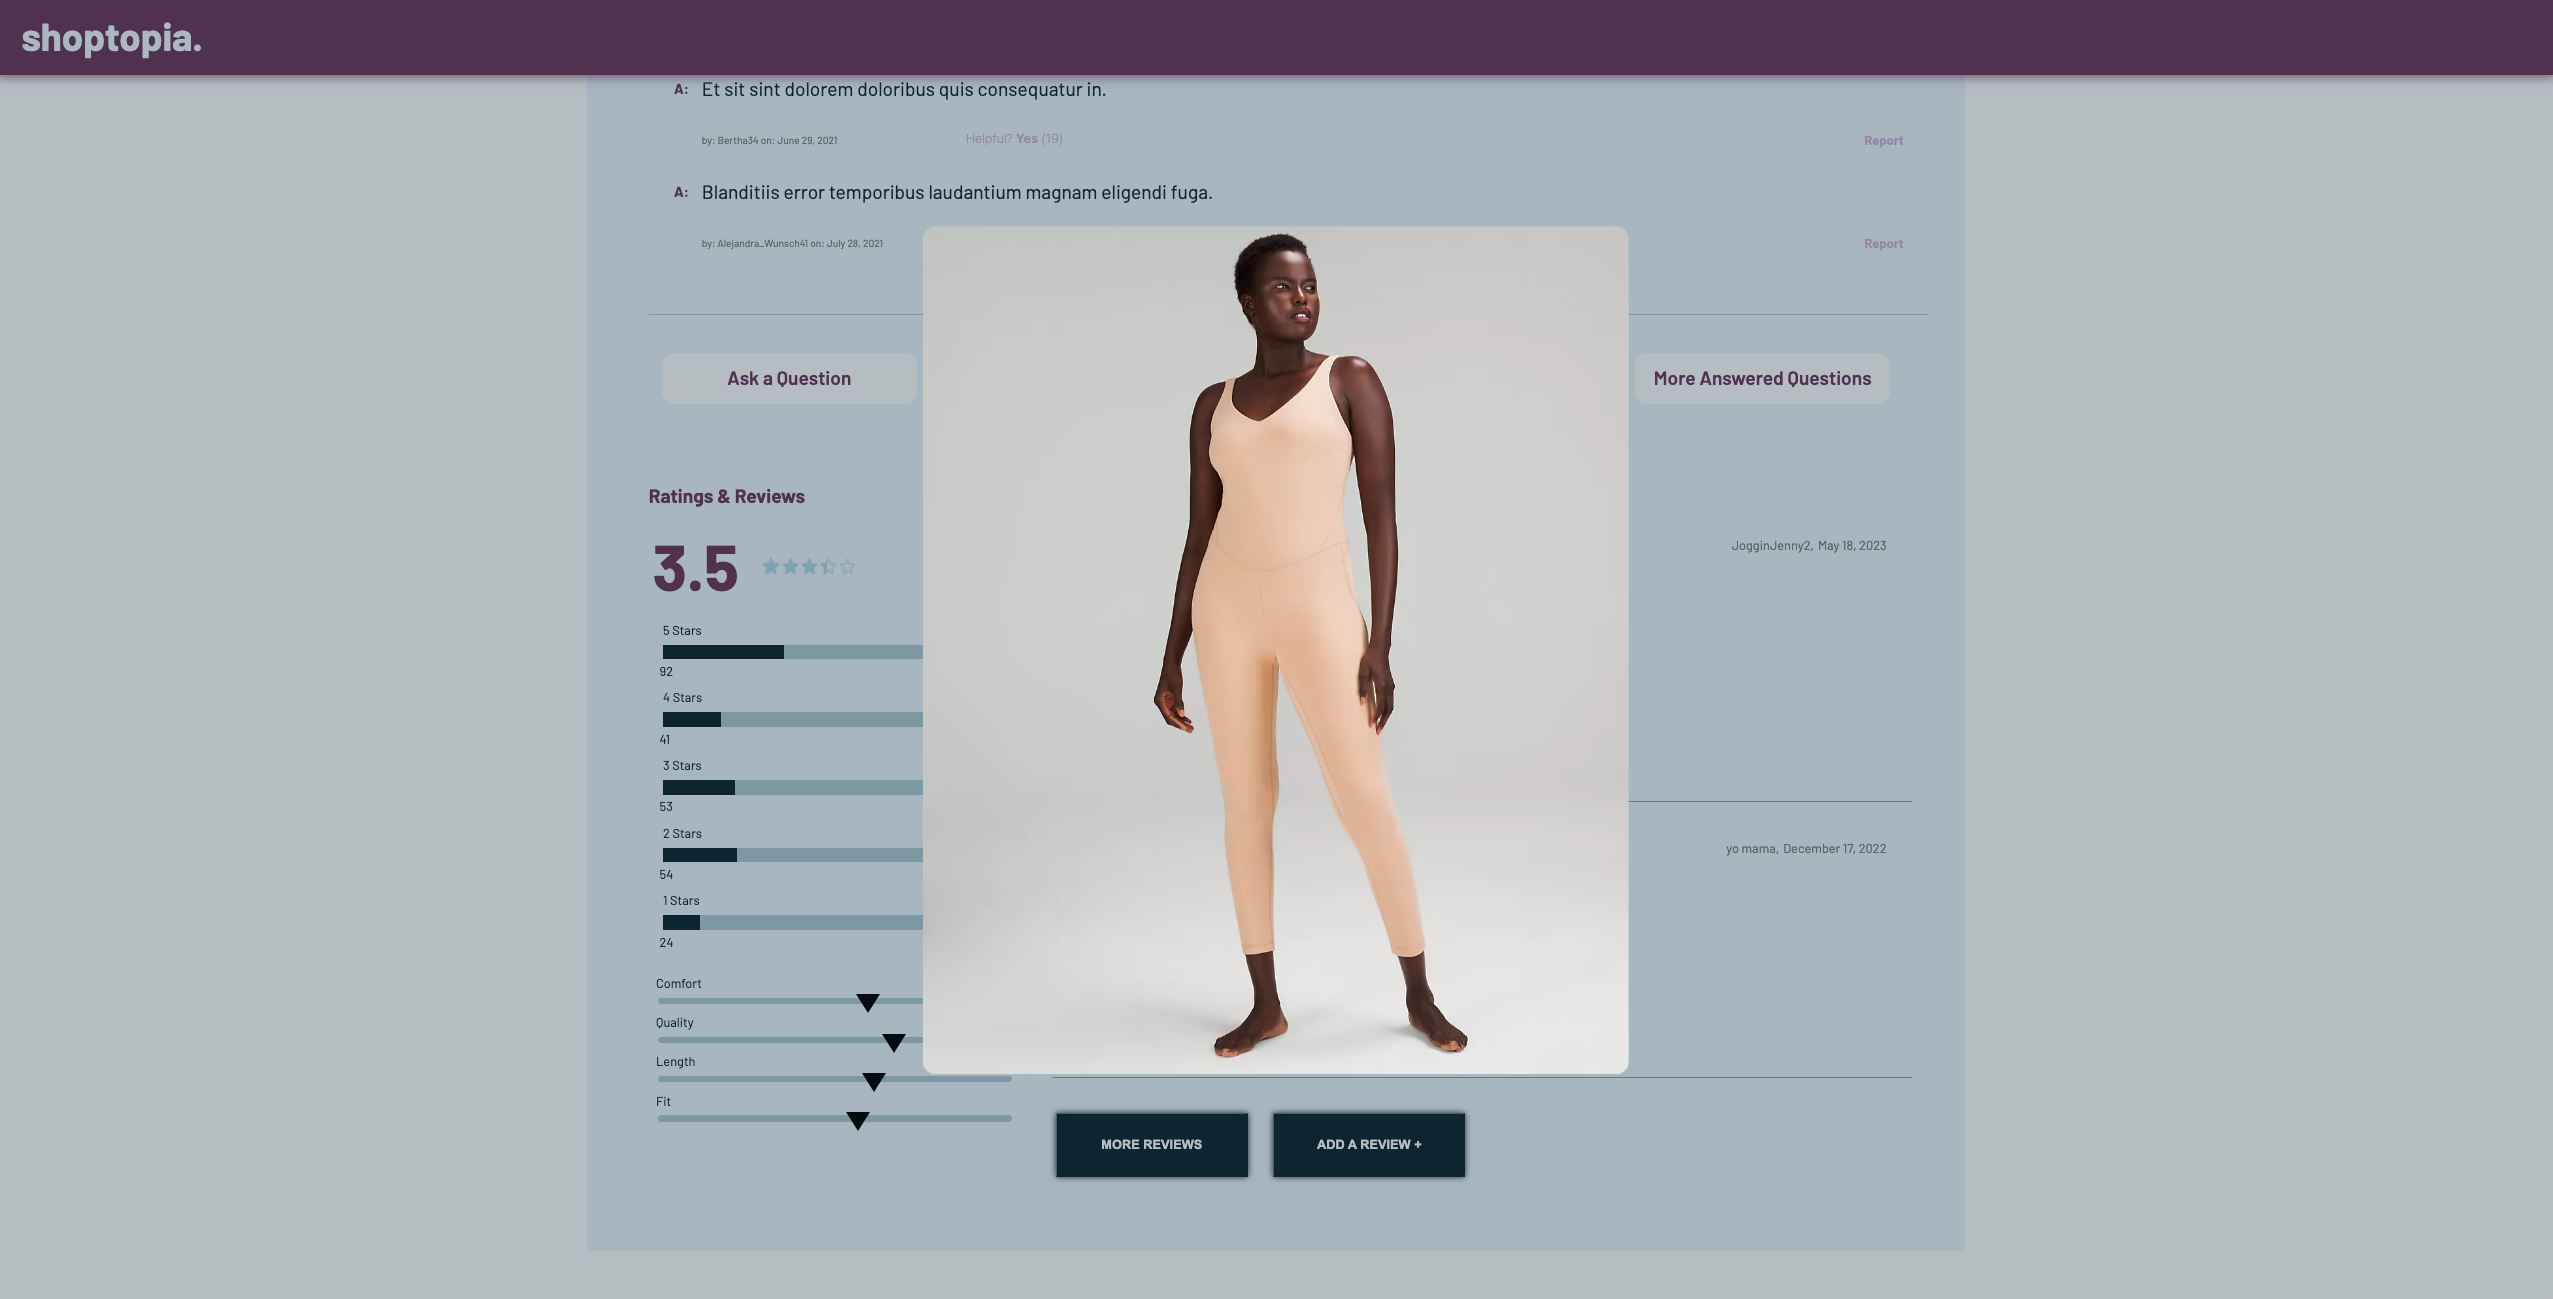 shoptopia.
A: Et sit sint dolorem doloribus quis consequatur in.
by: Bertha34 on: June 29, 2021 Helpful? Yes (19) Report
A: Blanditiis error temporibus laudantium magnam eligendi fuga.
by: Alejandra_Wunsch41 on: July 28, 2021 Report
Ask a Question More Answered Questions
Ratings & Reviews
3.5
JogginJenny2, May 18, 2023
5 Stars
92
4 Stars
41
3 Stars
53
2 Stars
yo mama, December 17, 2022
54
1 Stars
24
Comfort
Quality
Length
Fit
MORE REVIEWS ADD A REVIEW +